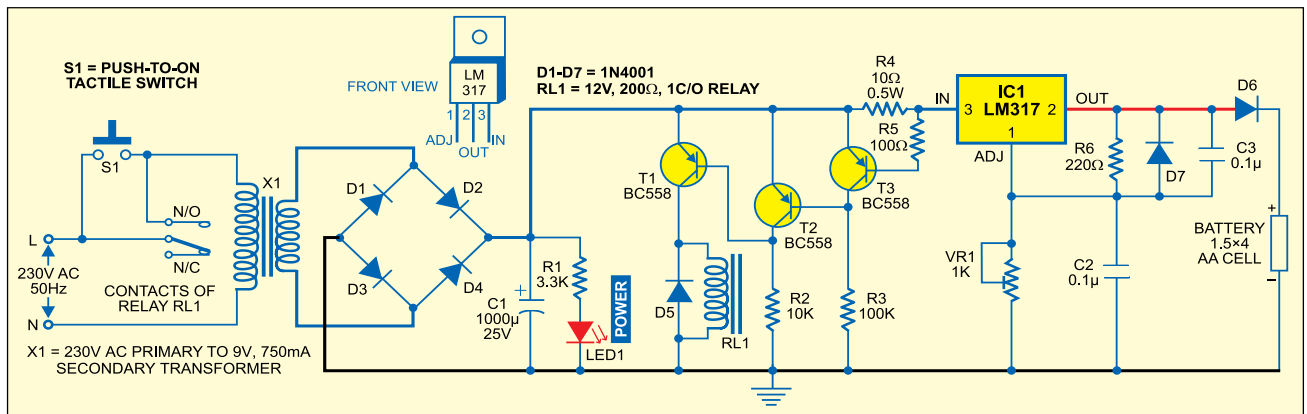 S1 = PUSH-TO-ON
TACTILE SWITCH
FRONT VIEW
LM
317
1 2 3
ADJ
IN
OUT
D1-D7 = 1N4001
RL1 = 12V, 200Ω, 1C/O RELAY
R4
10Ω
0.5W
IN
3
IC1
LM317
2
1
OUT
ADJ
D6
S1
X1
D1
D2
D3
D4
T1
BC558
T2
BC558
T3
BC558
R5
100Ω
R6
220Ω
D7
C3
0.1µ
L
N/O
N/C
230V AC
50Hz
N
CONTACTS OF
RELAY RL1
R1
3.3K
+
C1
1000µ
25V
POWER
LED1
D5
RL1
R2
10K
R3
100K
VR1
1K
C2
0.1µ
+
BATTERY
1.5×4
AA CELL
–
X1 = 230V AC PRIMARY TO 9V, 750mA
SECONDARY TRANSFORMER